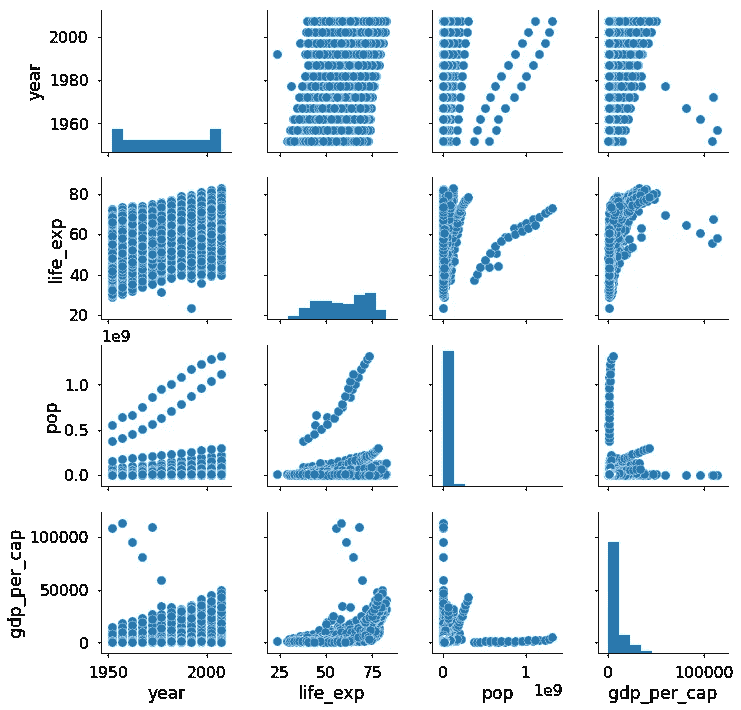 2000
1980
1960
year
80
60
40
20
life_exp
1e9
1.0
0.5
0.0
pop
100000
50000
0
gdp_per_cap
1950 2000 25 50 75 0 1 0 100000
1e9
year life_exp pop gdp_per_cap